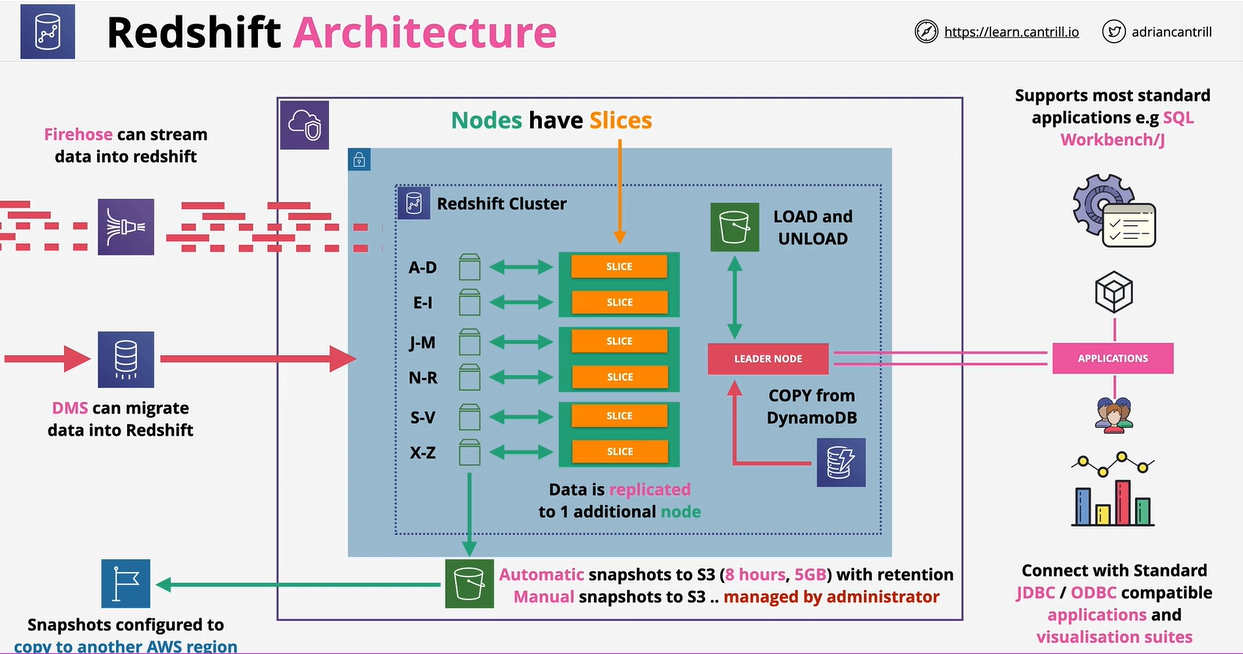 Redshift Architecture
https://learn.cantrill.io
adriancantrill
Firehose can stream
data into redshift
DMS can migrate
data into Redshift
Snapshots configured to
copy to another AWS region
Nodes have Slices
Redshift Cluster
A-D
SLICE
E-I
SLICE
J-M
SLICE
N-R
SLICE
S-V
SLICE
X-Z
SLICE
Data is replicated
to 1 additional node
LOAD and
UNLOAD
LEADER NODE
COPY from
DynamoDB
Automatic snapshots to S3 (8 hours, 5GB) with retention
Manual snapshots to S3 .. managed by administrator
Supports most standard
applications e.g SQL
Workbench/J
APPLICATIONS
Connect with Standard
JDBC / ODBC compatible
applications and
visualisation suites